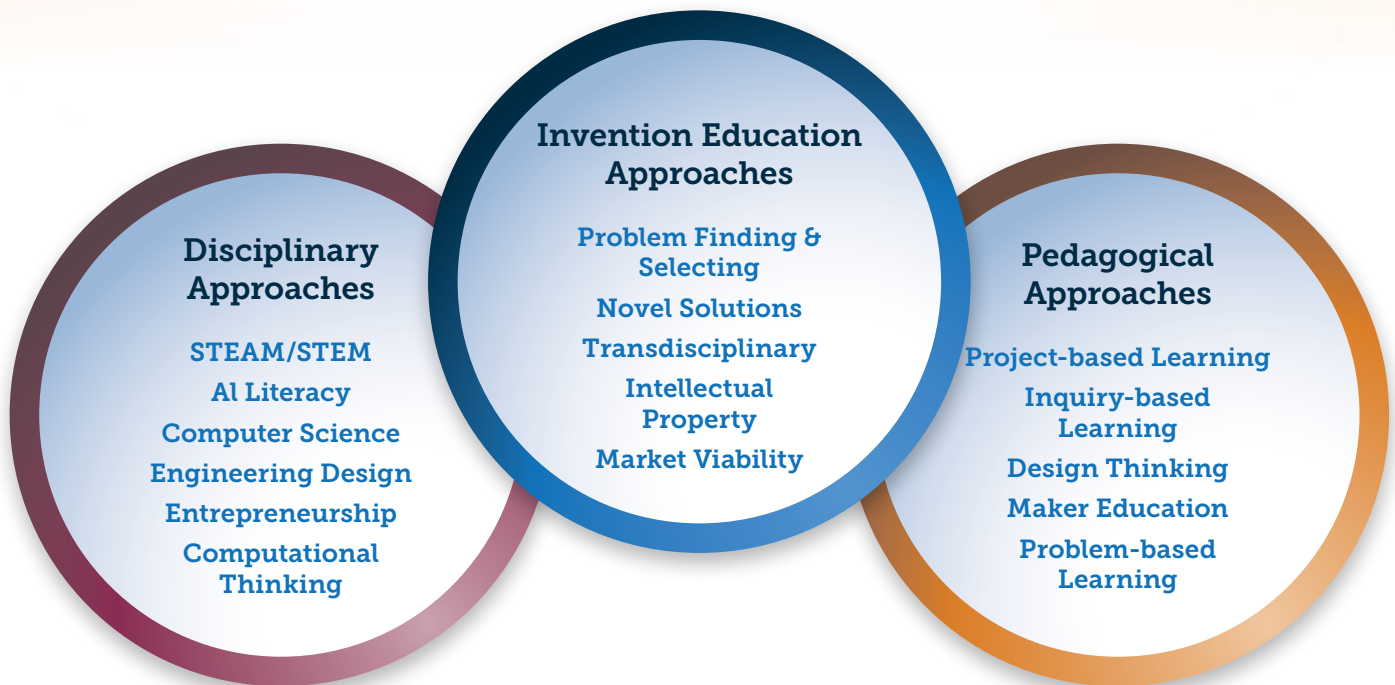 Disciplinary
Approaches
STEAM/STEM
AI Literacy
Computer Science
Engineering Design
Entrepreneurship
Computational
Thinking
Invention Education
Approaches
Problem Finding &
Selecting
Novel Solutions
Transdisciplinary
Intellectual
Property
Market Viability
Pedagogical
Approaches
Project-based Learning
Inquiry-based
Learning
Design Thinking
Maker Education
Problem-based
Learning